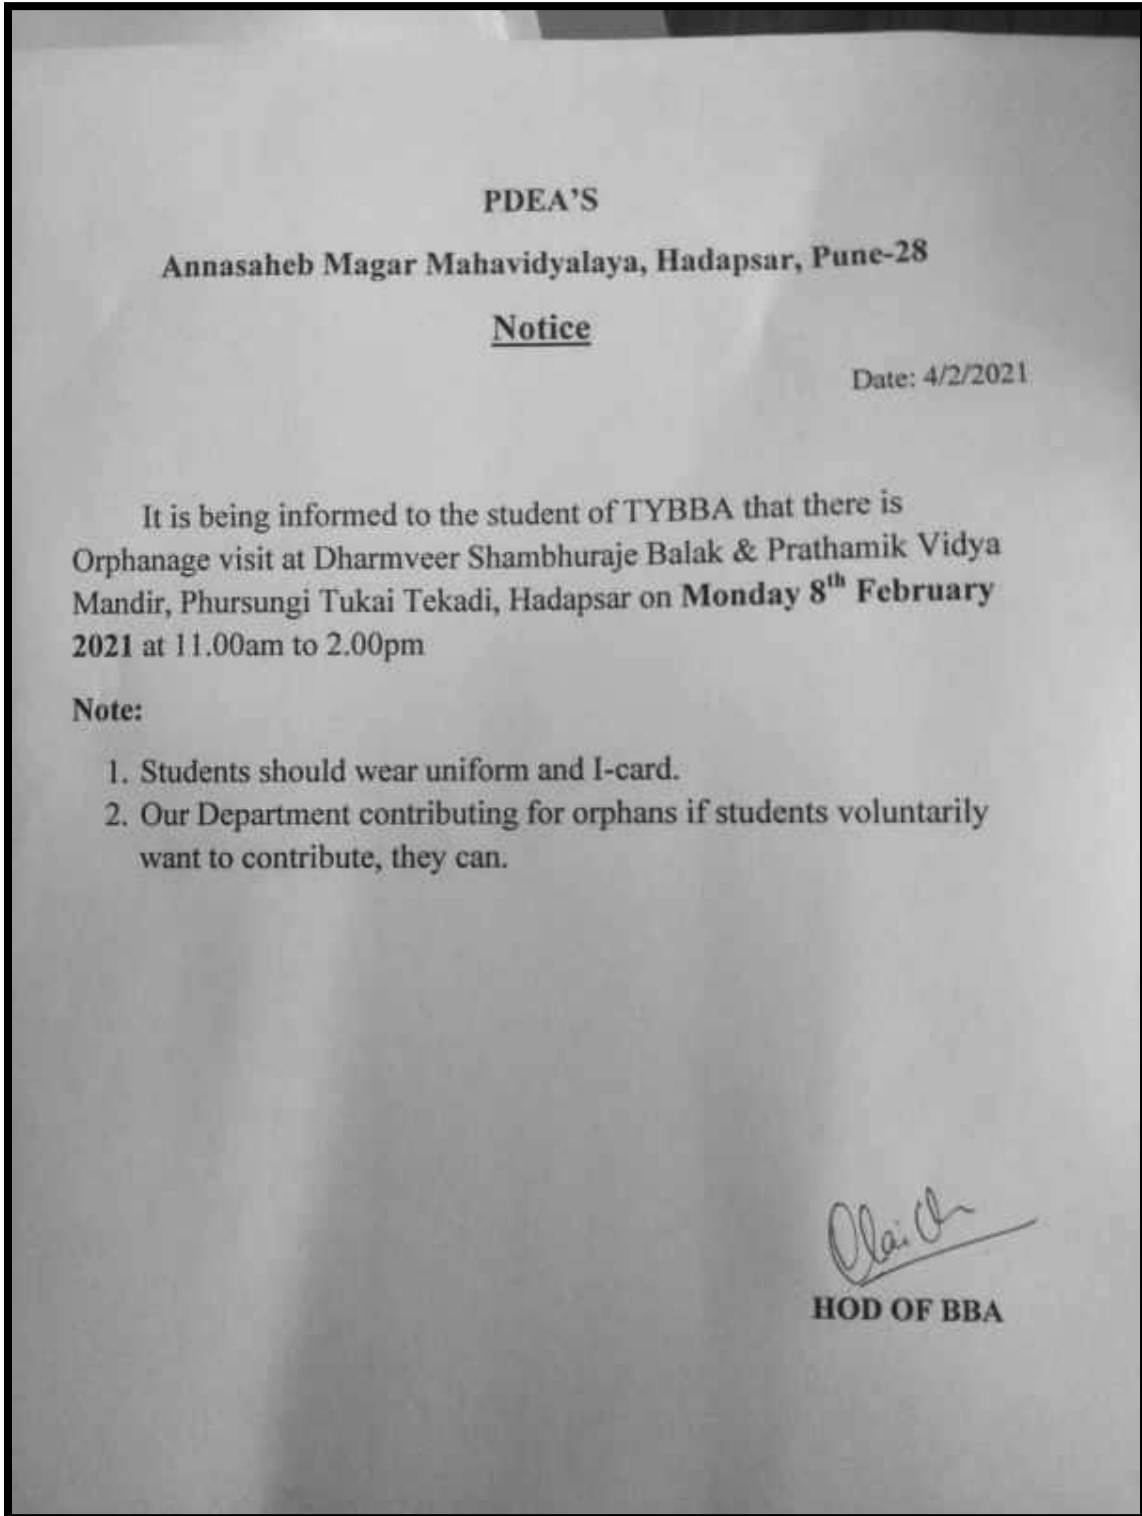 PDEA'S
Annasaheb Magar Mahavidyalaya, Hadapsar, Pune-28
Notice
Date: 4/2/2021
It is being informed to the student of TYBBA that there is
Orphanage visit at Dharmveer Shambhuraje Balak & Prathamik Vidya
Mandir, Phursungi Tukai Tekadi, Hadapsar on Monday 8th February
2021 at 11.00am to 2.00pm
Note:
1. Students should wear uniform and I-card.
2. Our Department contributing for orphans if students voluntarily
want to contribute, they can.
HOD OF BBA